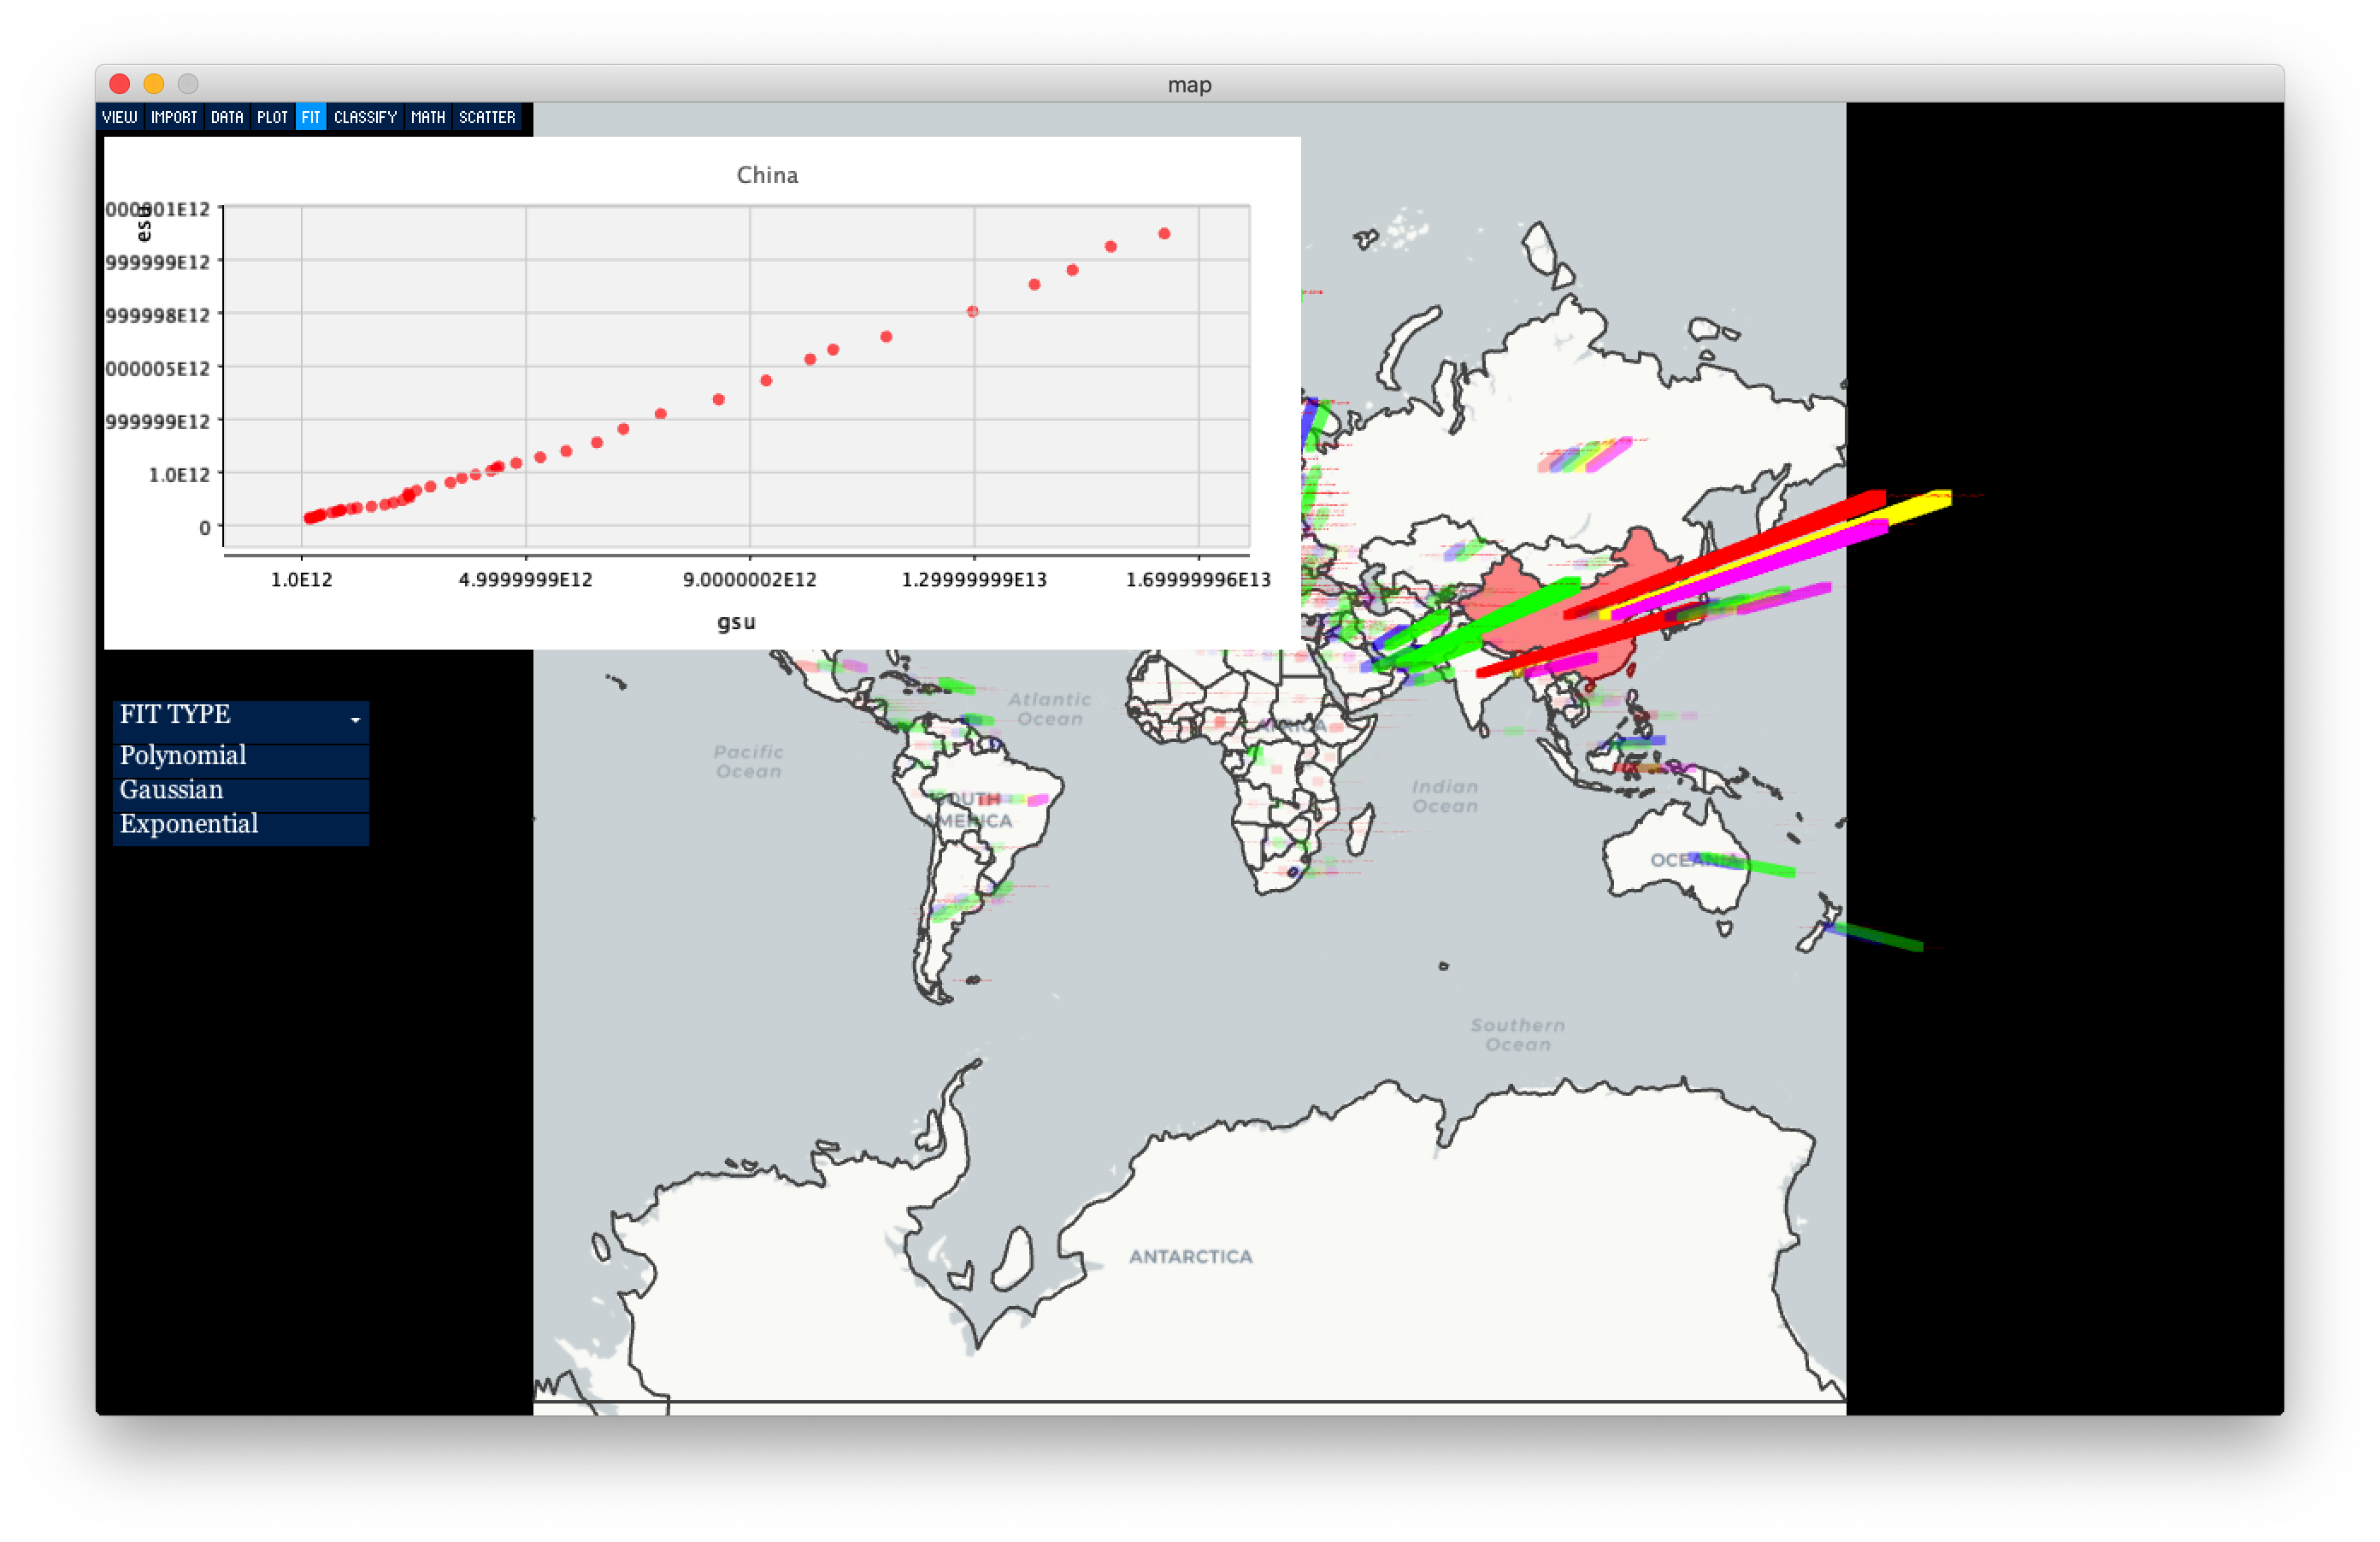 map
VIEW IMPORT DATA PLOT FIT CLASSIFY MATH SCATTER
China
esu
000001E12
999999E12
999998E12
000005E12
999999E12
1.0E12
0
1.0E12 4.9999999E12 9.0000002E12 1.29999999E13 1.69999996E13
gsu
FIT TYPE
Polynomial
Gaussian
Exponential
Atlantic
Ocean
Pacific
Ocean
AFRICA
Indian
Ocean
SOUTH
AMERICA
OCEANIA
Southern
Ocean
ANTARCTICA